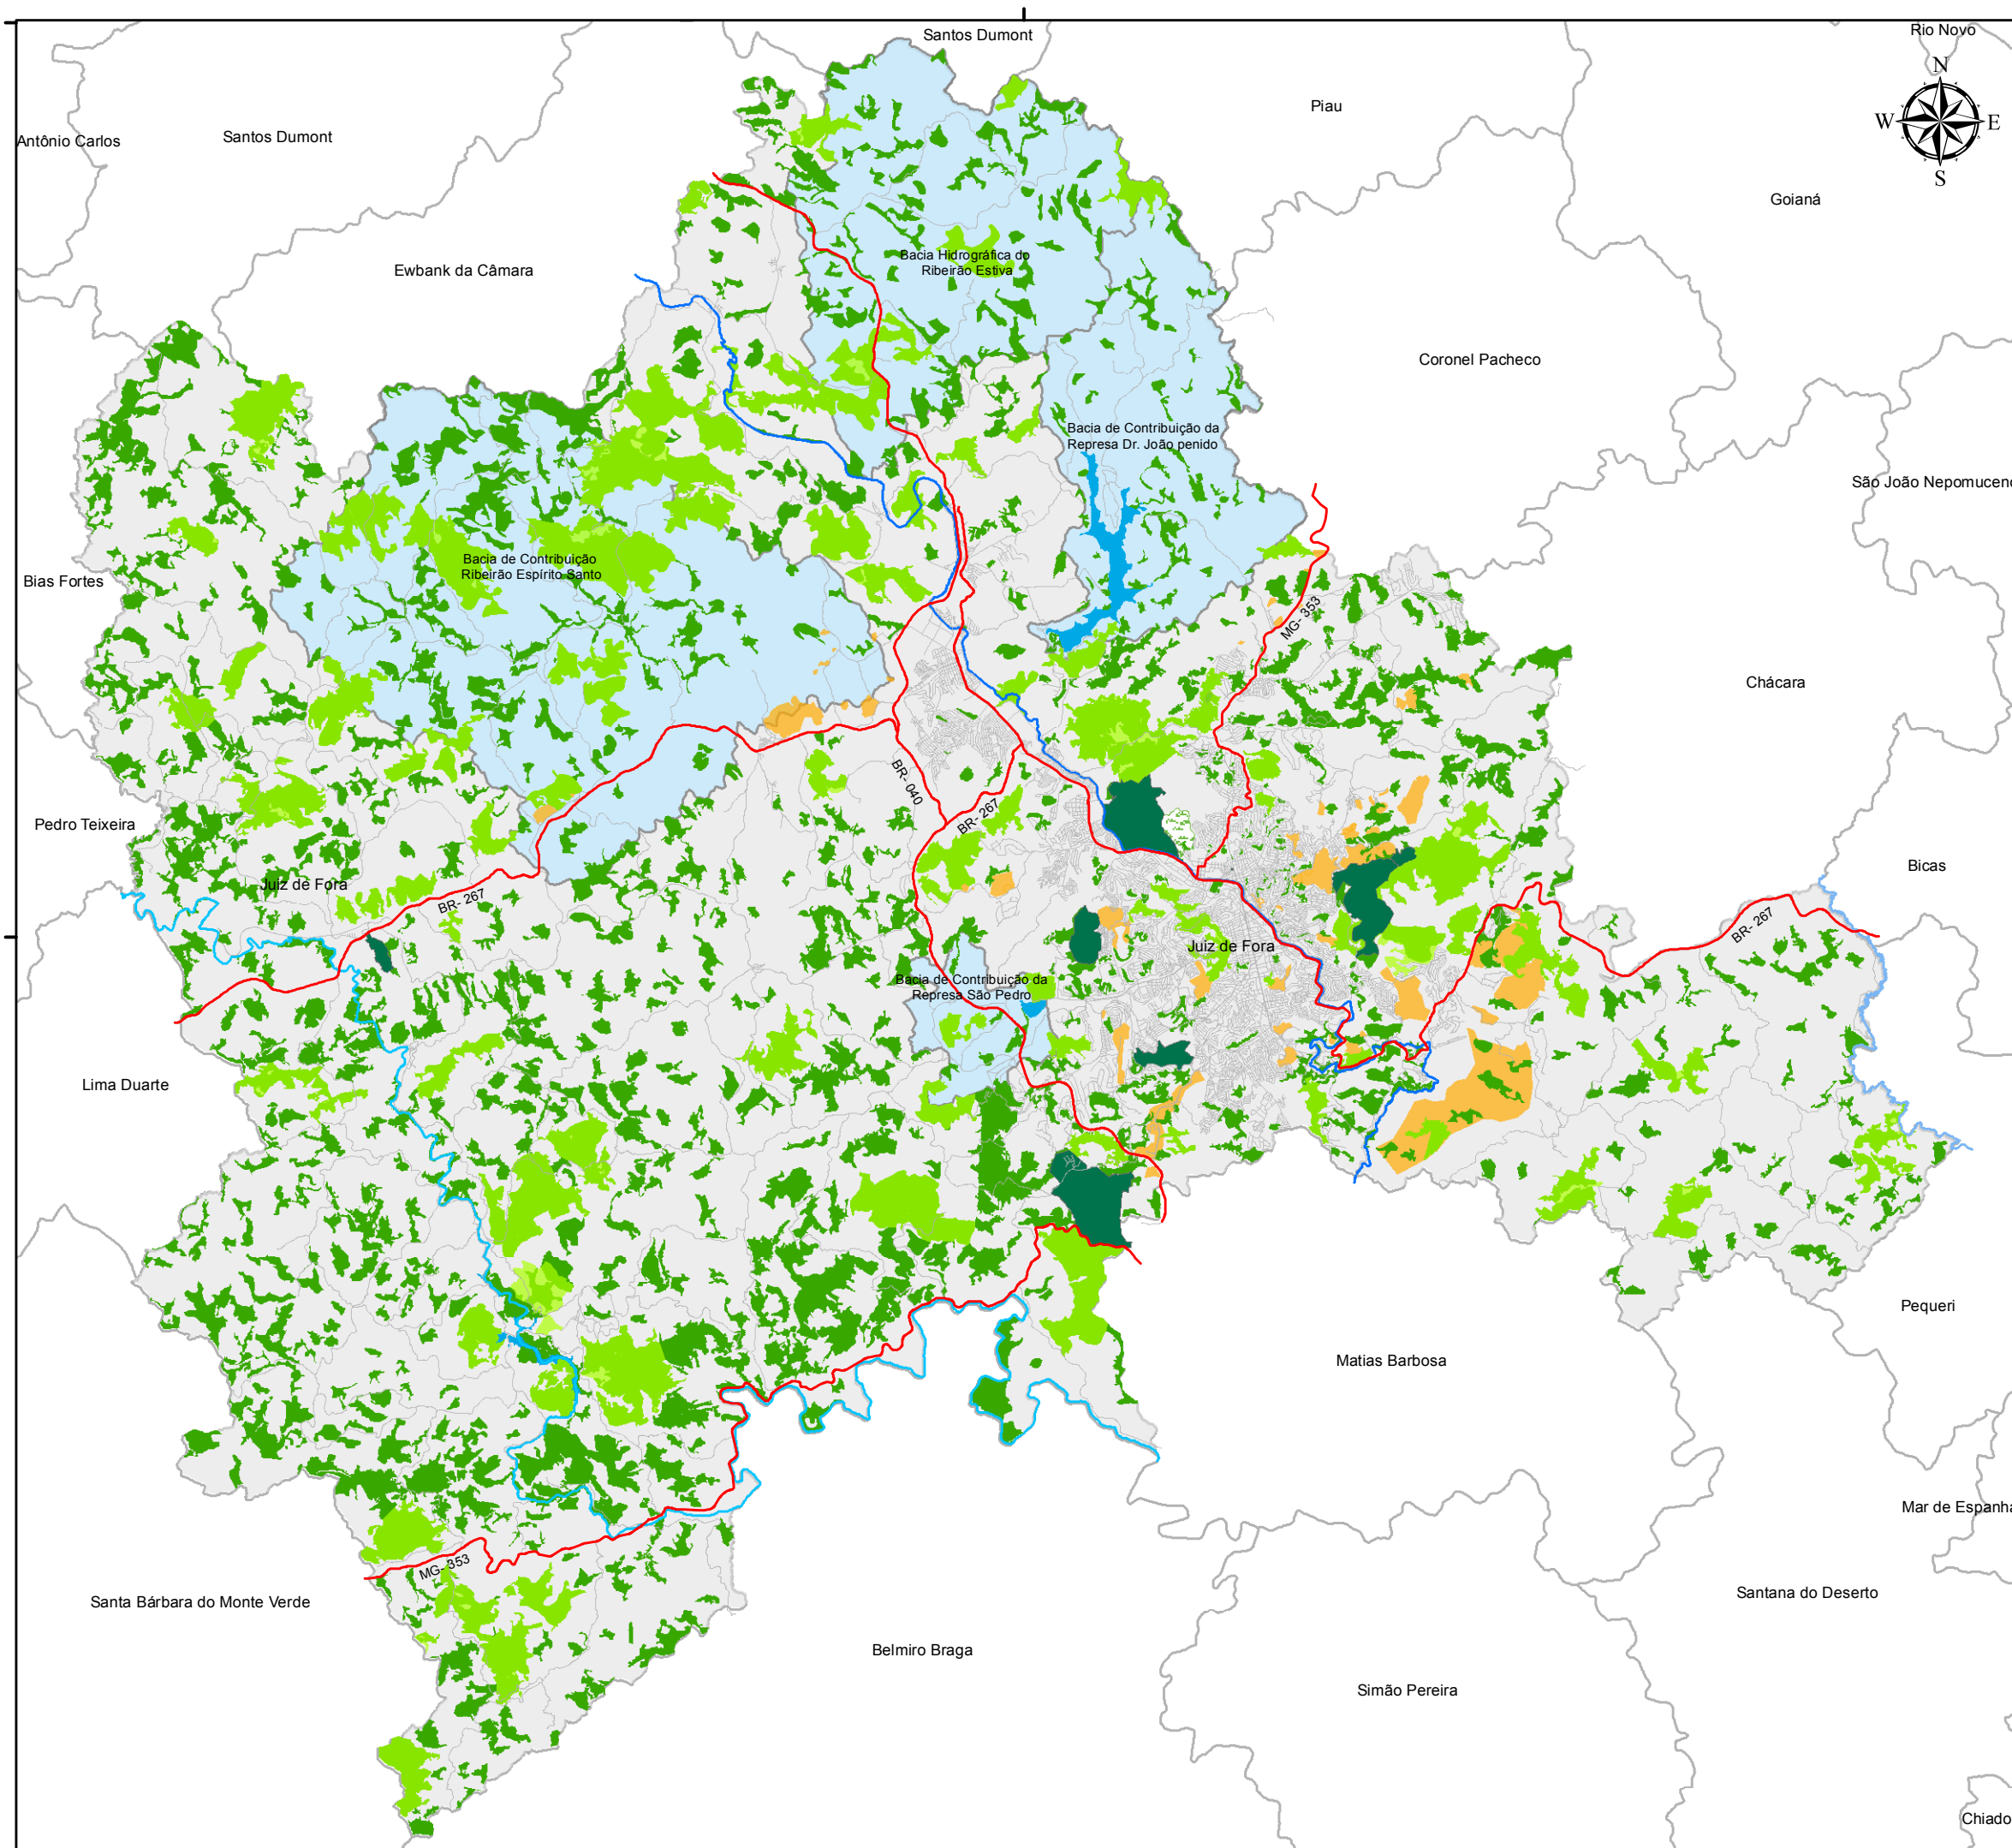 Santos Dumont
Rio Novo
N
W
E
S
Piau
Antônio Carlos
Santos Dumont
Goianá
Bacia Hidrográfica do
Ribeirão Estiva
Ewbank da Câmara
Coronel Pacheco
Bacia de Contribuição da
Represa Dr. João penido
São João Nepomuceno
Bacia de Contribuição
Ribeirão Espírito Santo
Bias Fortes
MG- 353
Chácara
BR- 040
BR- 267
Pedro Teixeira
Bicas
Juiz de Fora
BR- 267
BR- 267
Juiz de Fora
Bacia de Contribuição da
Represa São Pedro
Lima Duarte
Pequeri
Matias Barbosa
Mar de Espanha
MG- 353
Santa Bárbara do Monte Verde
Santana do Deserto
Belmiro Braga
Simão Pereira
Chiado